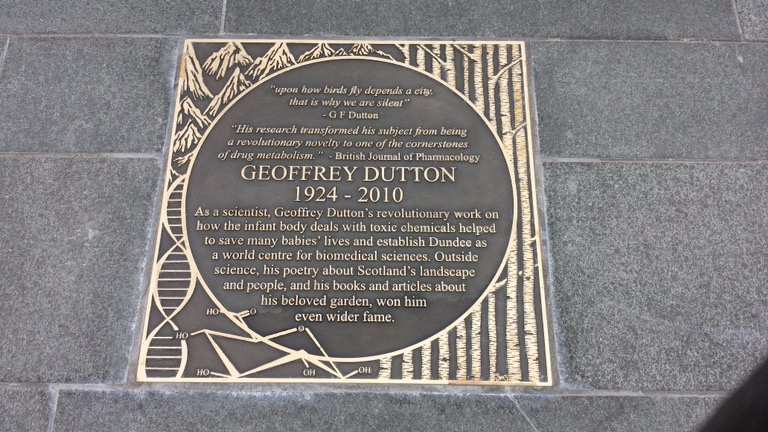 "upon how birds fly depends a city.
that is why we are silent"
- G F Dutton
"His research transformed his subject from being
a revolutionary novelty to one of the cornerstones
of drug metabolism." - British Journal of Pharmacology
GEOFFREY DUTTON
1924 - 2010
As a scientist, Geoffrey Dutton's revolutionary work on
how the infant body deals with toxic chemicals helped
to save many babies' lives and establish Dundee as
a world centre for biomedical sciences. Outside
science, his poetry about Scotland's landscape
and people, and his books and articles about
his beloved garden, won him
even wider fame.
HO O
HO O
HO OH OH